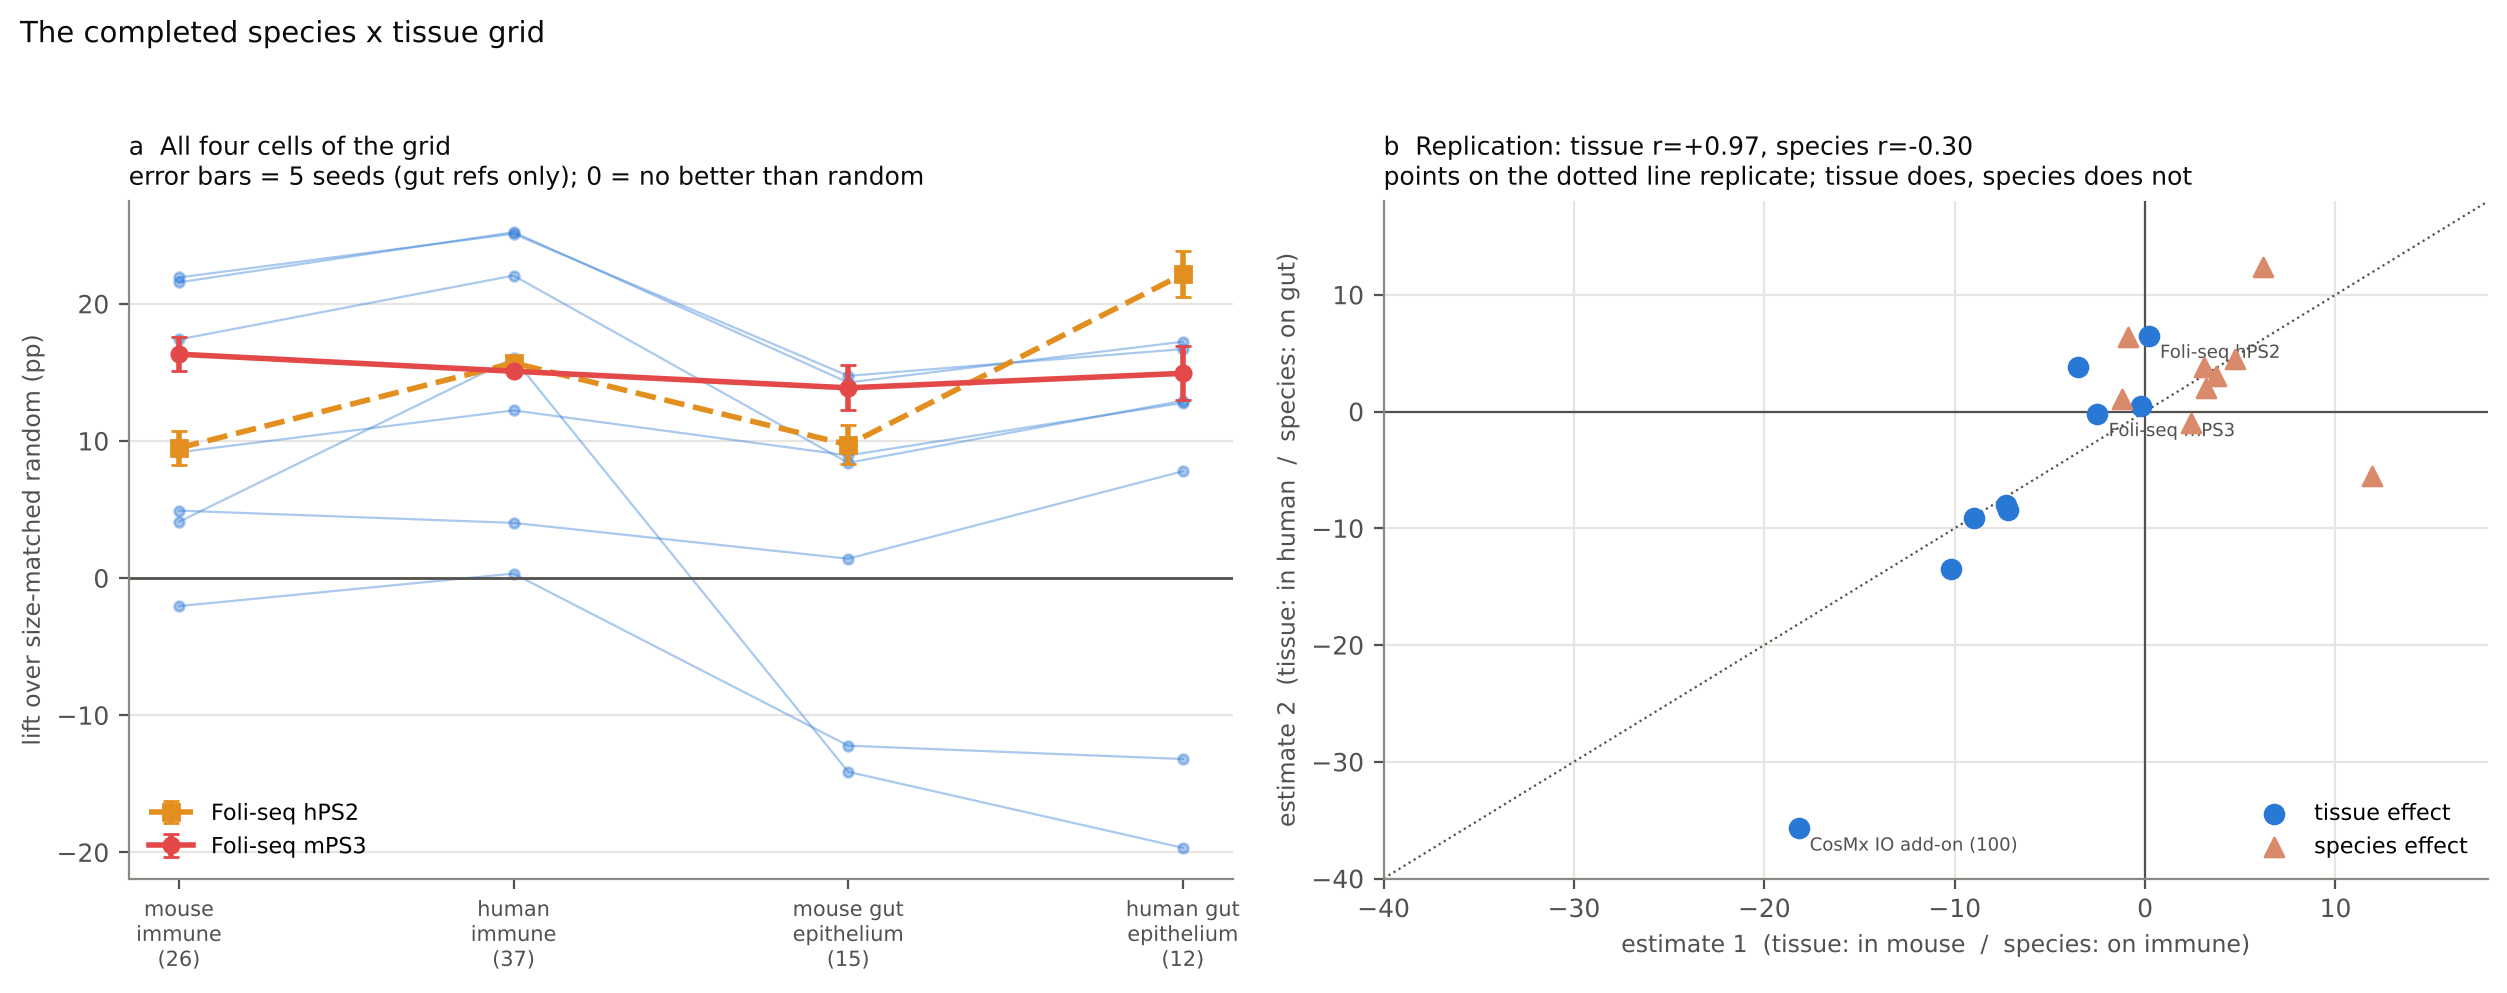 The completed species x tissue grid
a  All four cells of the grid
error bars = 5 seeds (gut refs only); 0 = no better than random
lift over size-matched random (pp)
20
10
0
−10
−20
Foli-seq hPS2
Foli-seq mPS3
mouse
immune
(26)
human
immune
(37)
mouse gut
epithelium
(15)
human gut
epithelium
(12)
b  Replication: tissue r=+0.97, species r=-0.30
points on the dotted line replicate; tissue does, species does not
estimate 2  (tissue: in human  /  species: on gut)
10
0
−10
−20
−30
−40
Foli-seq hPS2
Foli-seq mPS3
CosMx IO add-on (100)
tissue effect
species effect
−40
−30
−20
−10
0
10
estimate 1  (tissue: in mouse  /  species: on immune)